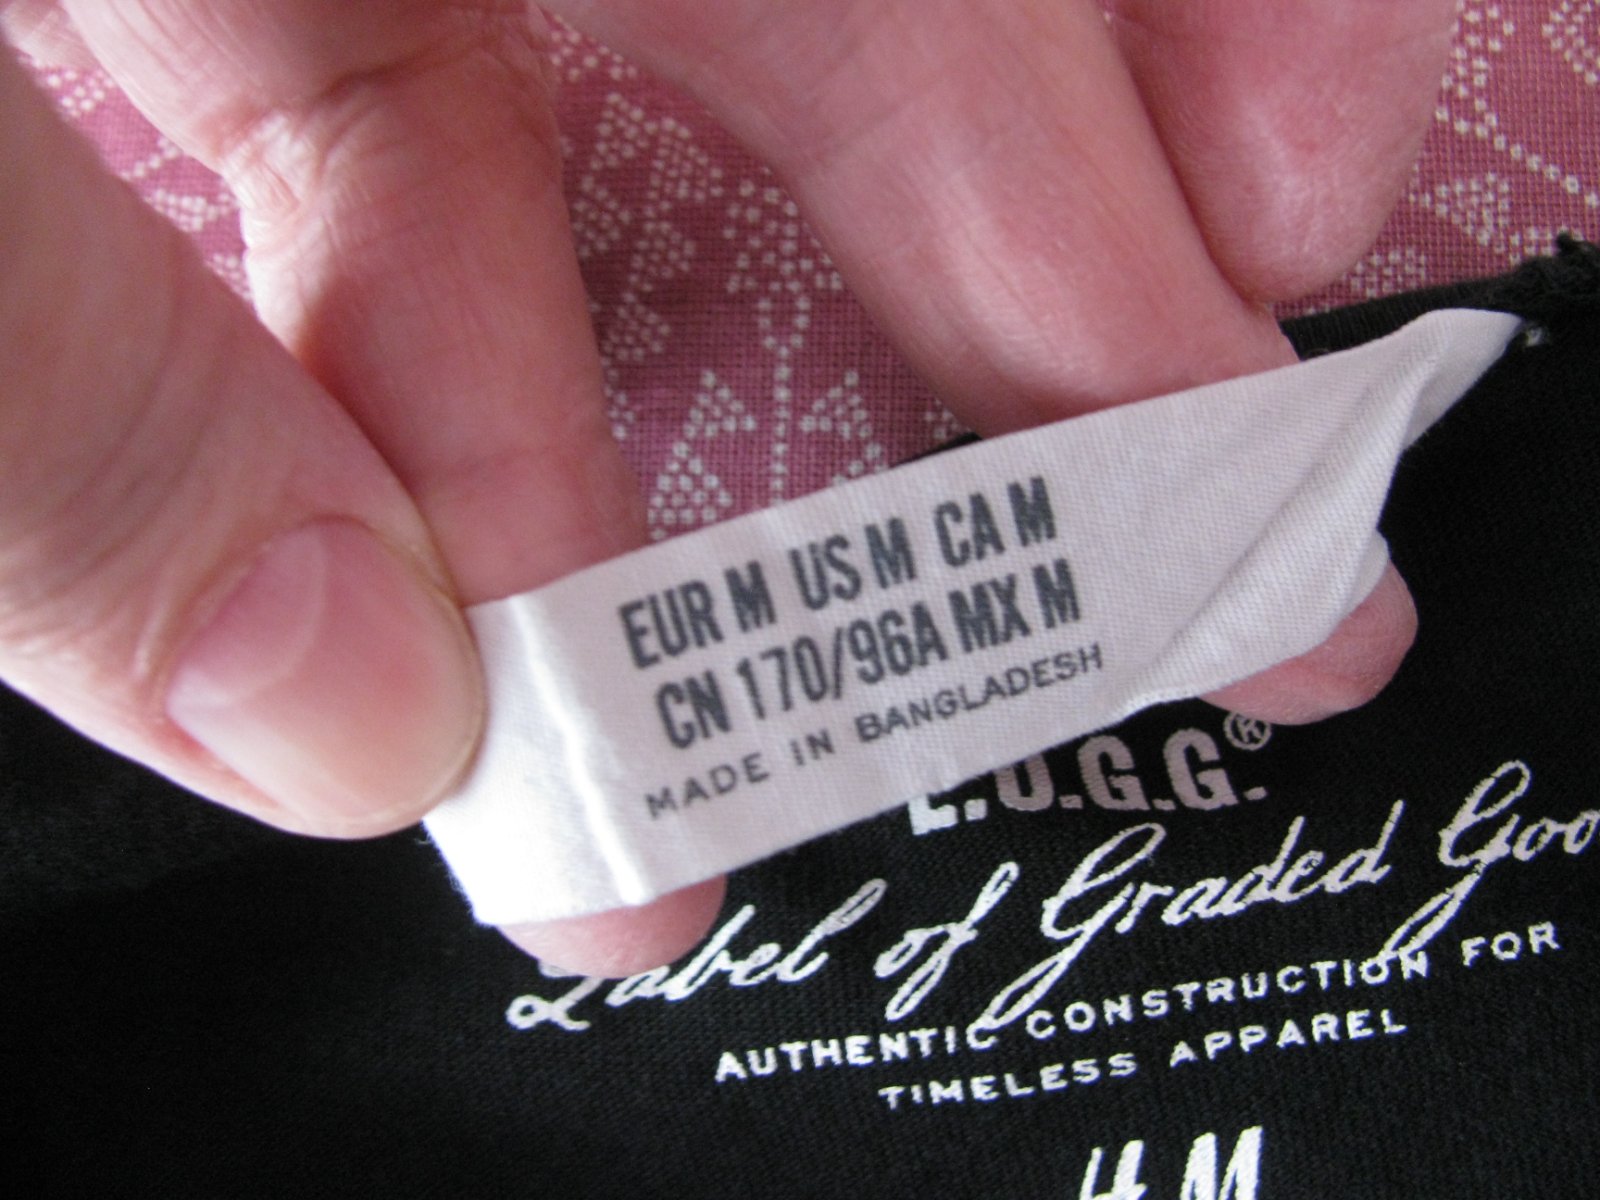 EUR M US M CA M
CN 170/96A MX M
MADE IN BANGLADESH
L.O.G.G.®
Label of Graded Goo
AUTHENTIC CONSTRUCTION FOR
TIMELESS APPAREL
H M